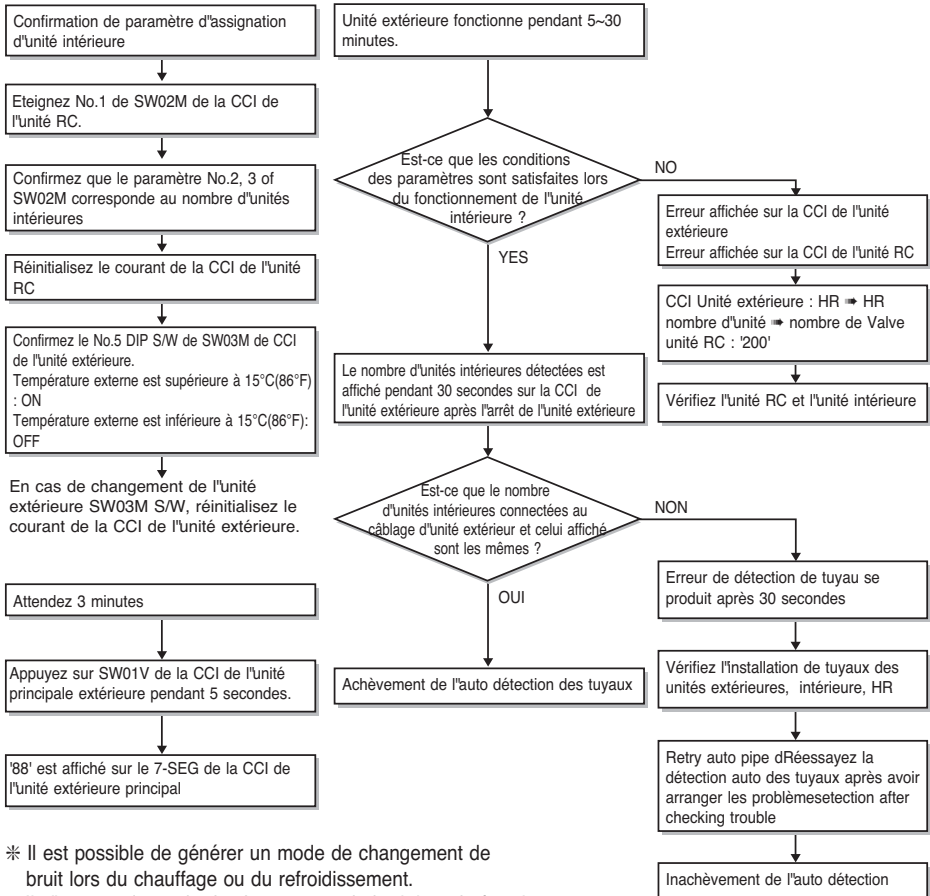 Confirmation de paramètre d"assignation
d"unité intérieure
Eteignez No.1 de SW02M de la CCI de
l"unité RC.
Confirmez que le paramètre No.2, 3 of
SW02M corresponde au nombre d"unités
intérieures
Réinitialisez le courant de la CCI de l"unité
RC
Confirmez le No.5 DIP S/W de SW03M de CCI
de l"unité extérieure.
Température externe est supérieure à 15°C(86°F)
: ON
Température externe est inférieure à 15°C(86°F):
OFF
En cas de changement de l"unité
extérieure SW03M S/W, réinitialisez le
courant de la CCI de l"unité extérieure.
Attendez 3 minutes
Appuyez sur SW01V de la CCI de l"unité
principale extérieure pendant 5 secondes.
'88' est affiché sur le 7-SEG de la CCI de
l"unité extérieure principal
Unité extérieure fonctionne pendant 5~30
minutes.
Est-ce que les conditions
des paramètres sont satisfaites lors
du fonctionnement de l"unité
intérieure ?
NO
YES
Erreur affichée sur la CCI de l"unité
extérieure
Erreur affichée sur la CCI de l"unité RC
CCI Unité extérieure : HR ➠ HR
nombre d"unité ➠ nombre de Valve
unité RC : '200'
Vérifiez l"unité RC et l"unité intérieure
Le nombre d"unités intérieures détectées est
affiché pendant 30 secondes sur la CCI de
l"unité extérieure après l"arrêt de l"unité extérieure
Est-ce que le nombre
d"unités intérieures connectées au
câblage d"unité extérieur et celui affiché
sont les mêmes ?
NON
OUI
Erreur de détection de tuyau se
produit après 30 secondes
Vérifiez l"installation de tuyaux des
unités extérieures, intérieure, HR
Achèvement de l"auto détection des tuyaux
Retry auto pipe dRéessayez la
détection auto des tuyaux après avoir
arranger les problèmesetection after
checking trouble
Inachèvement de l"auto détection
❈ Il est possible de générer un mode de changement de
bruit lors du chauffage ou du refroidissement.